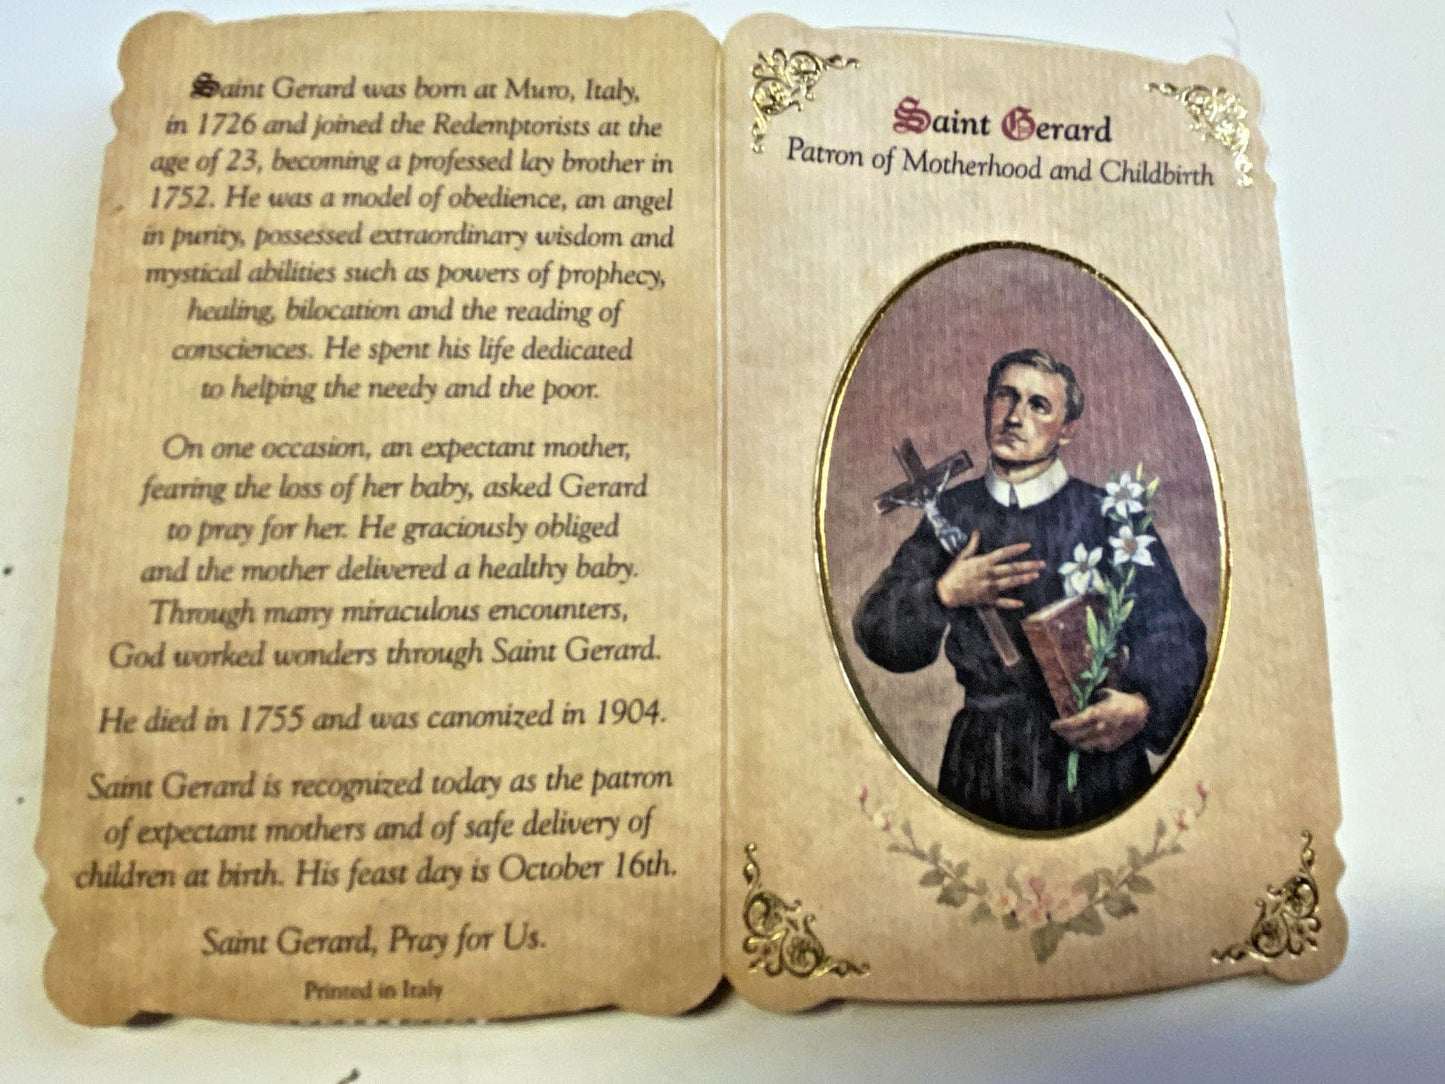 Saint Gerard was born at Muro, Italy,
in 1726 and joined the Redemptorists at the
age of 23, becoming a professed lay brother in
1752. He was a model of obedience, an angel
in purity, possessed extraordinary wisdom and
mystical abilities such as powers of prophecy,
healing, bilocation and the reading of
consciences. He spent his life dedicated
to helping the needy and the poor.
On one occasion, an expectant mother,
fearing the loss of her baby, asked Gerard
to pray for her. He graciously obliged
and the mother delivered a healthy baby.
Through many miraculous encounters,
God worked wonders through Saint Gerard.
He died in 1755 and was canonized in 1904.
Saint Gerard is recognized today as the patron
of expectant mothers and of safe delivery of
children at birth. His feast day is October 16th.
Saint Gerard, Pray for Us.
Printed in Italy
Saint Gerard
Patron of Motherhood and Childbirth